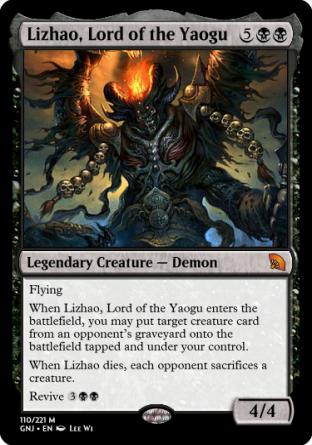 Lizhao, Lord of the Yaogu 5
Legendary Creature — Demon
Flying
When Lizhao, Lord of the Yaogu enters the
battlefield, you may put target creature card
from an opponent's graveyard onto the
battlefield tapped and under your control.
When Lizhao dies, each opponent sacrifices a
creature.
Revive 3
4/4
110/221 M
GNJ • EN LEE WI